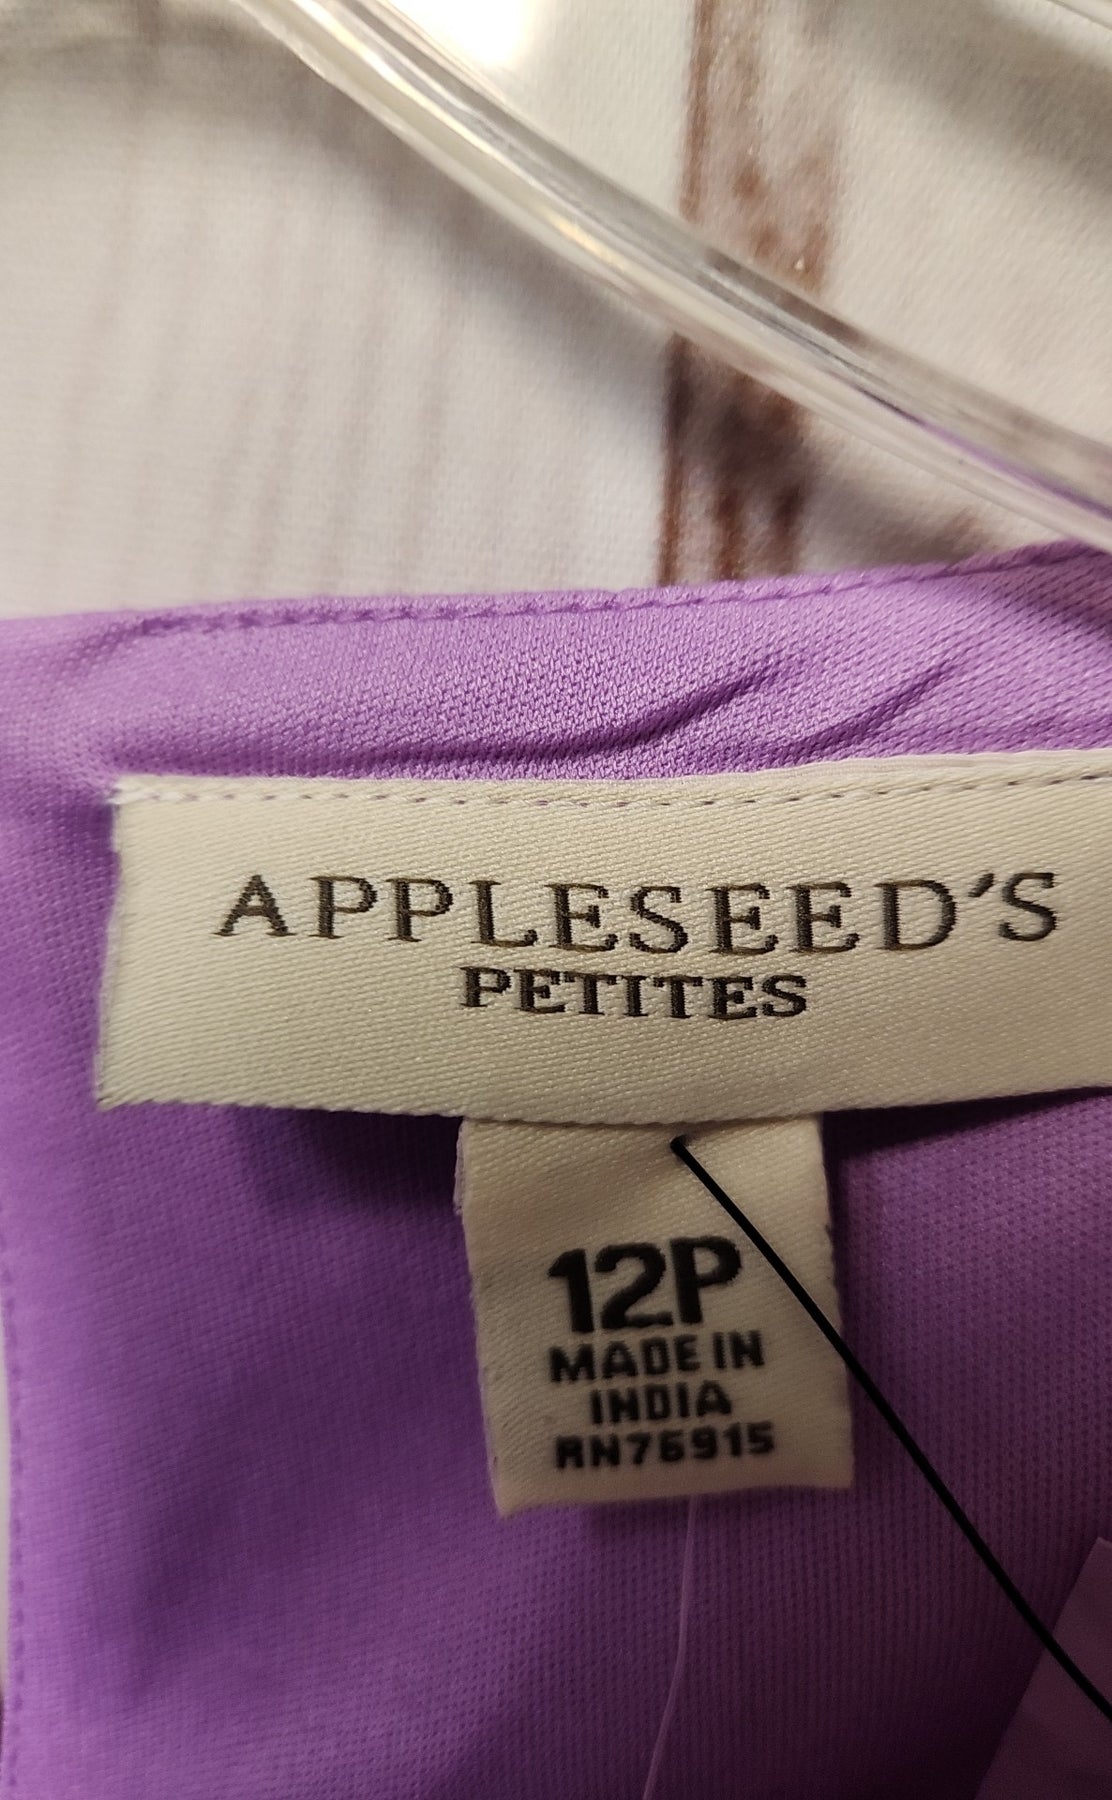 APPLESEED'S
PETITES
12P
MADE IN
INDIA
RN76915